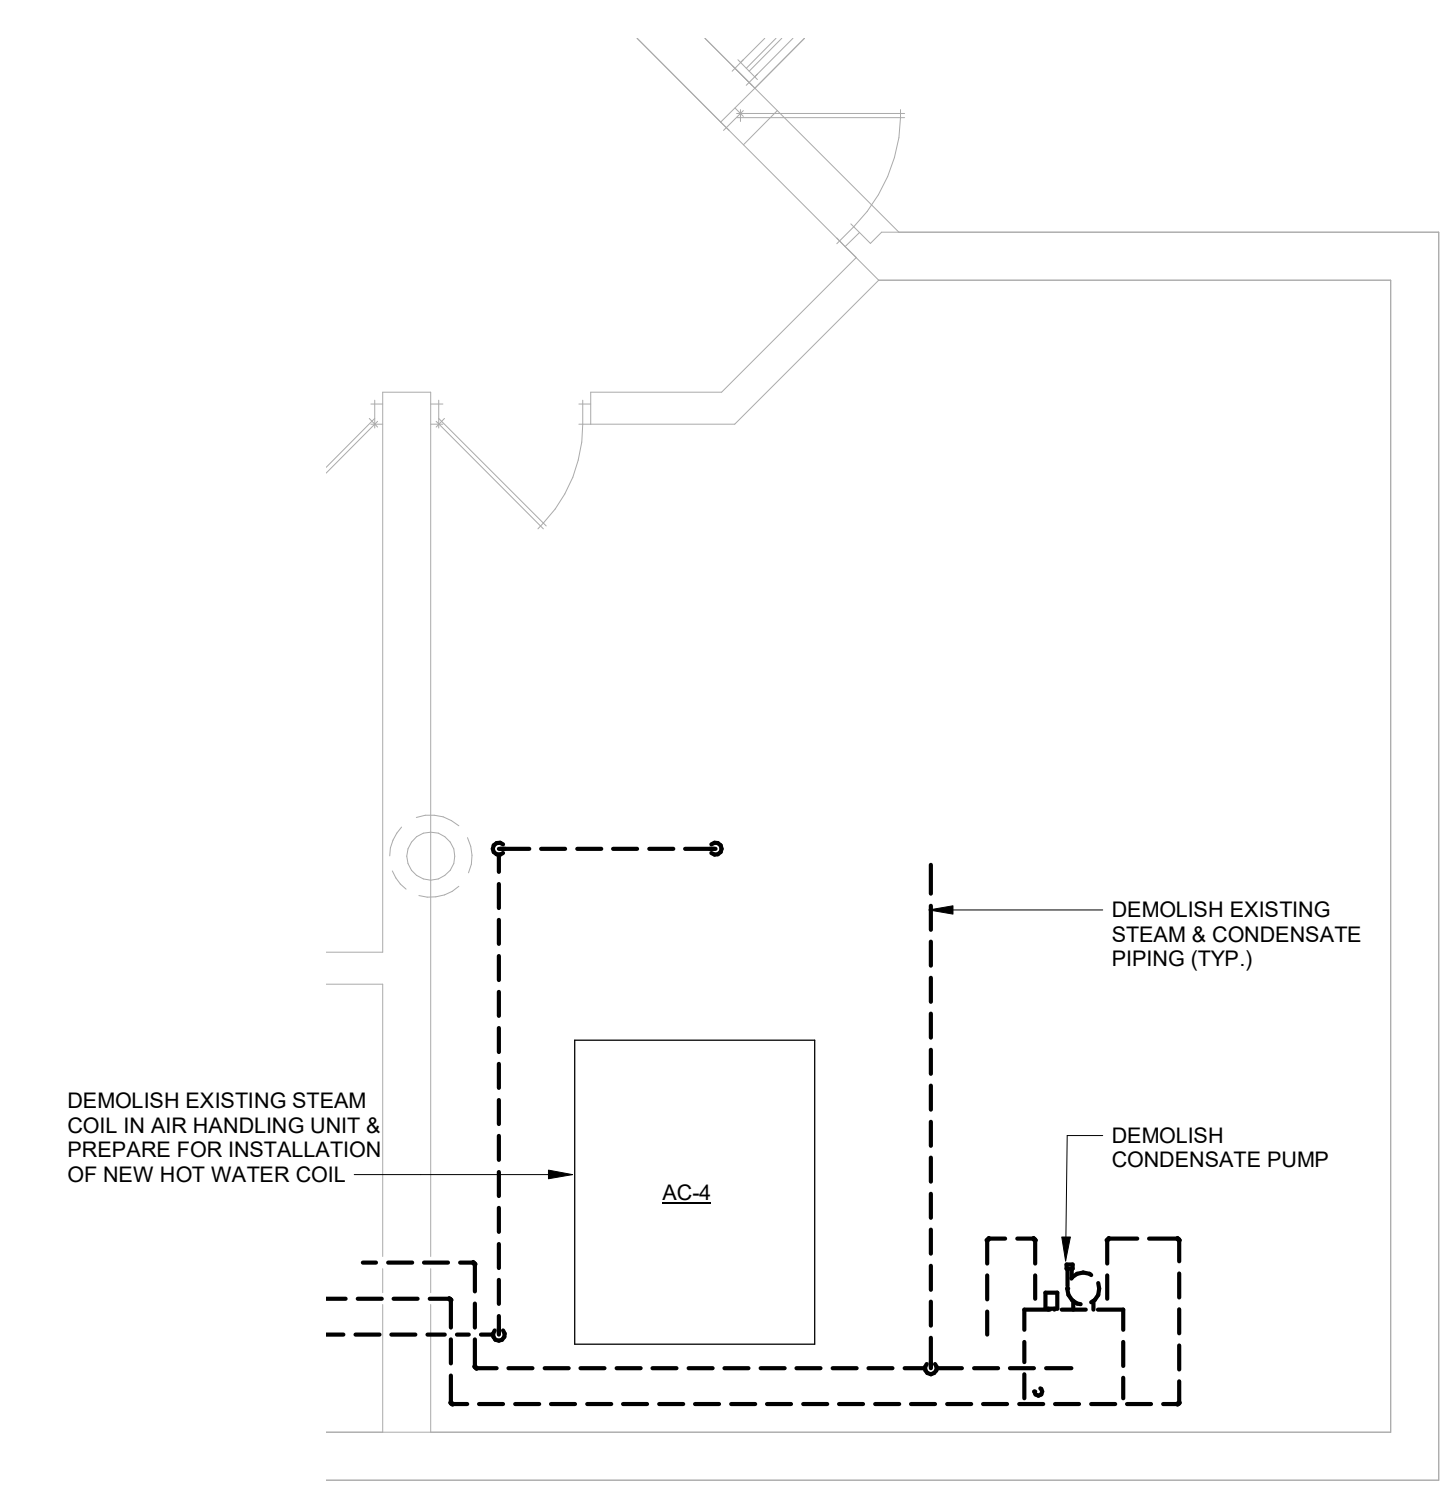 DEMOLISH EXISTING
STEAM & CONDENSATE
PIPING (TYP.)
DEMOLISH EXISTING STEAM
COIL IN AIR HANDLING UNIT &
PREPARE FOR INSTALLATION
OF NEW HOT WATER COIL
DEMOLISH
CONDENSATE PUMP
AC-4